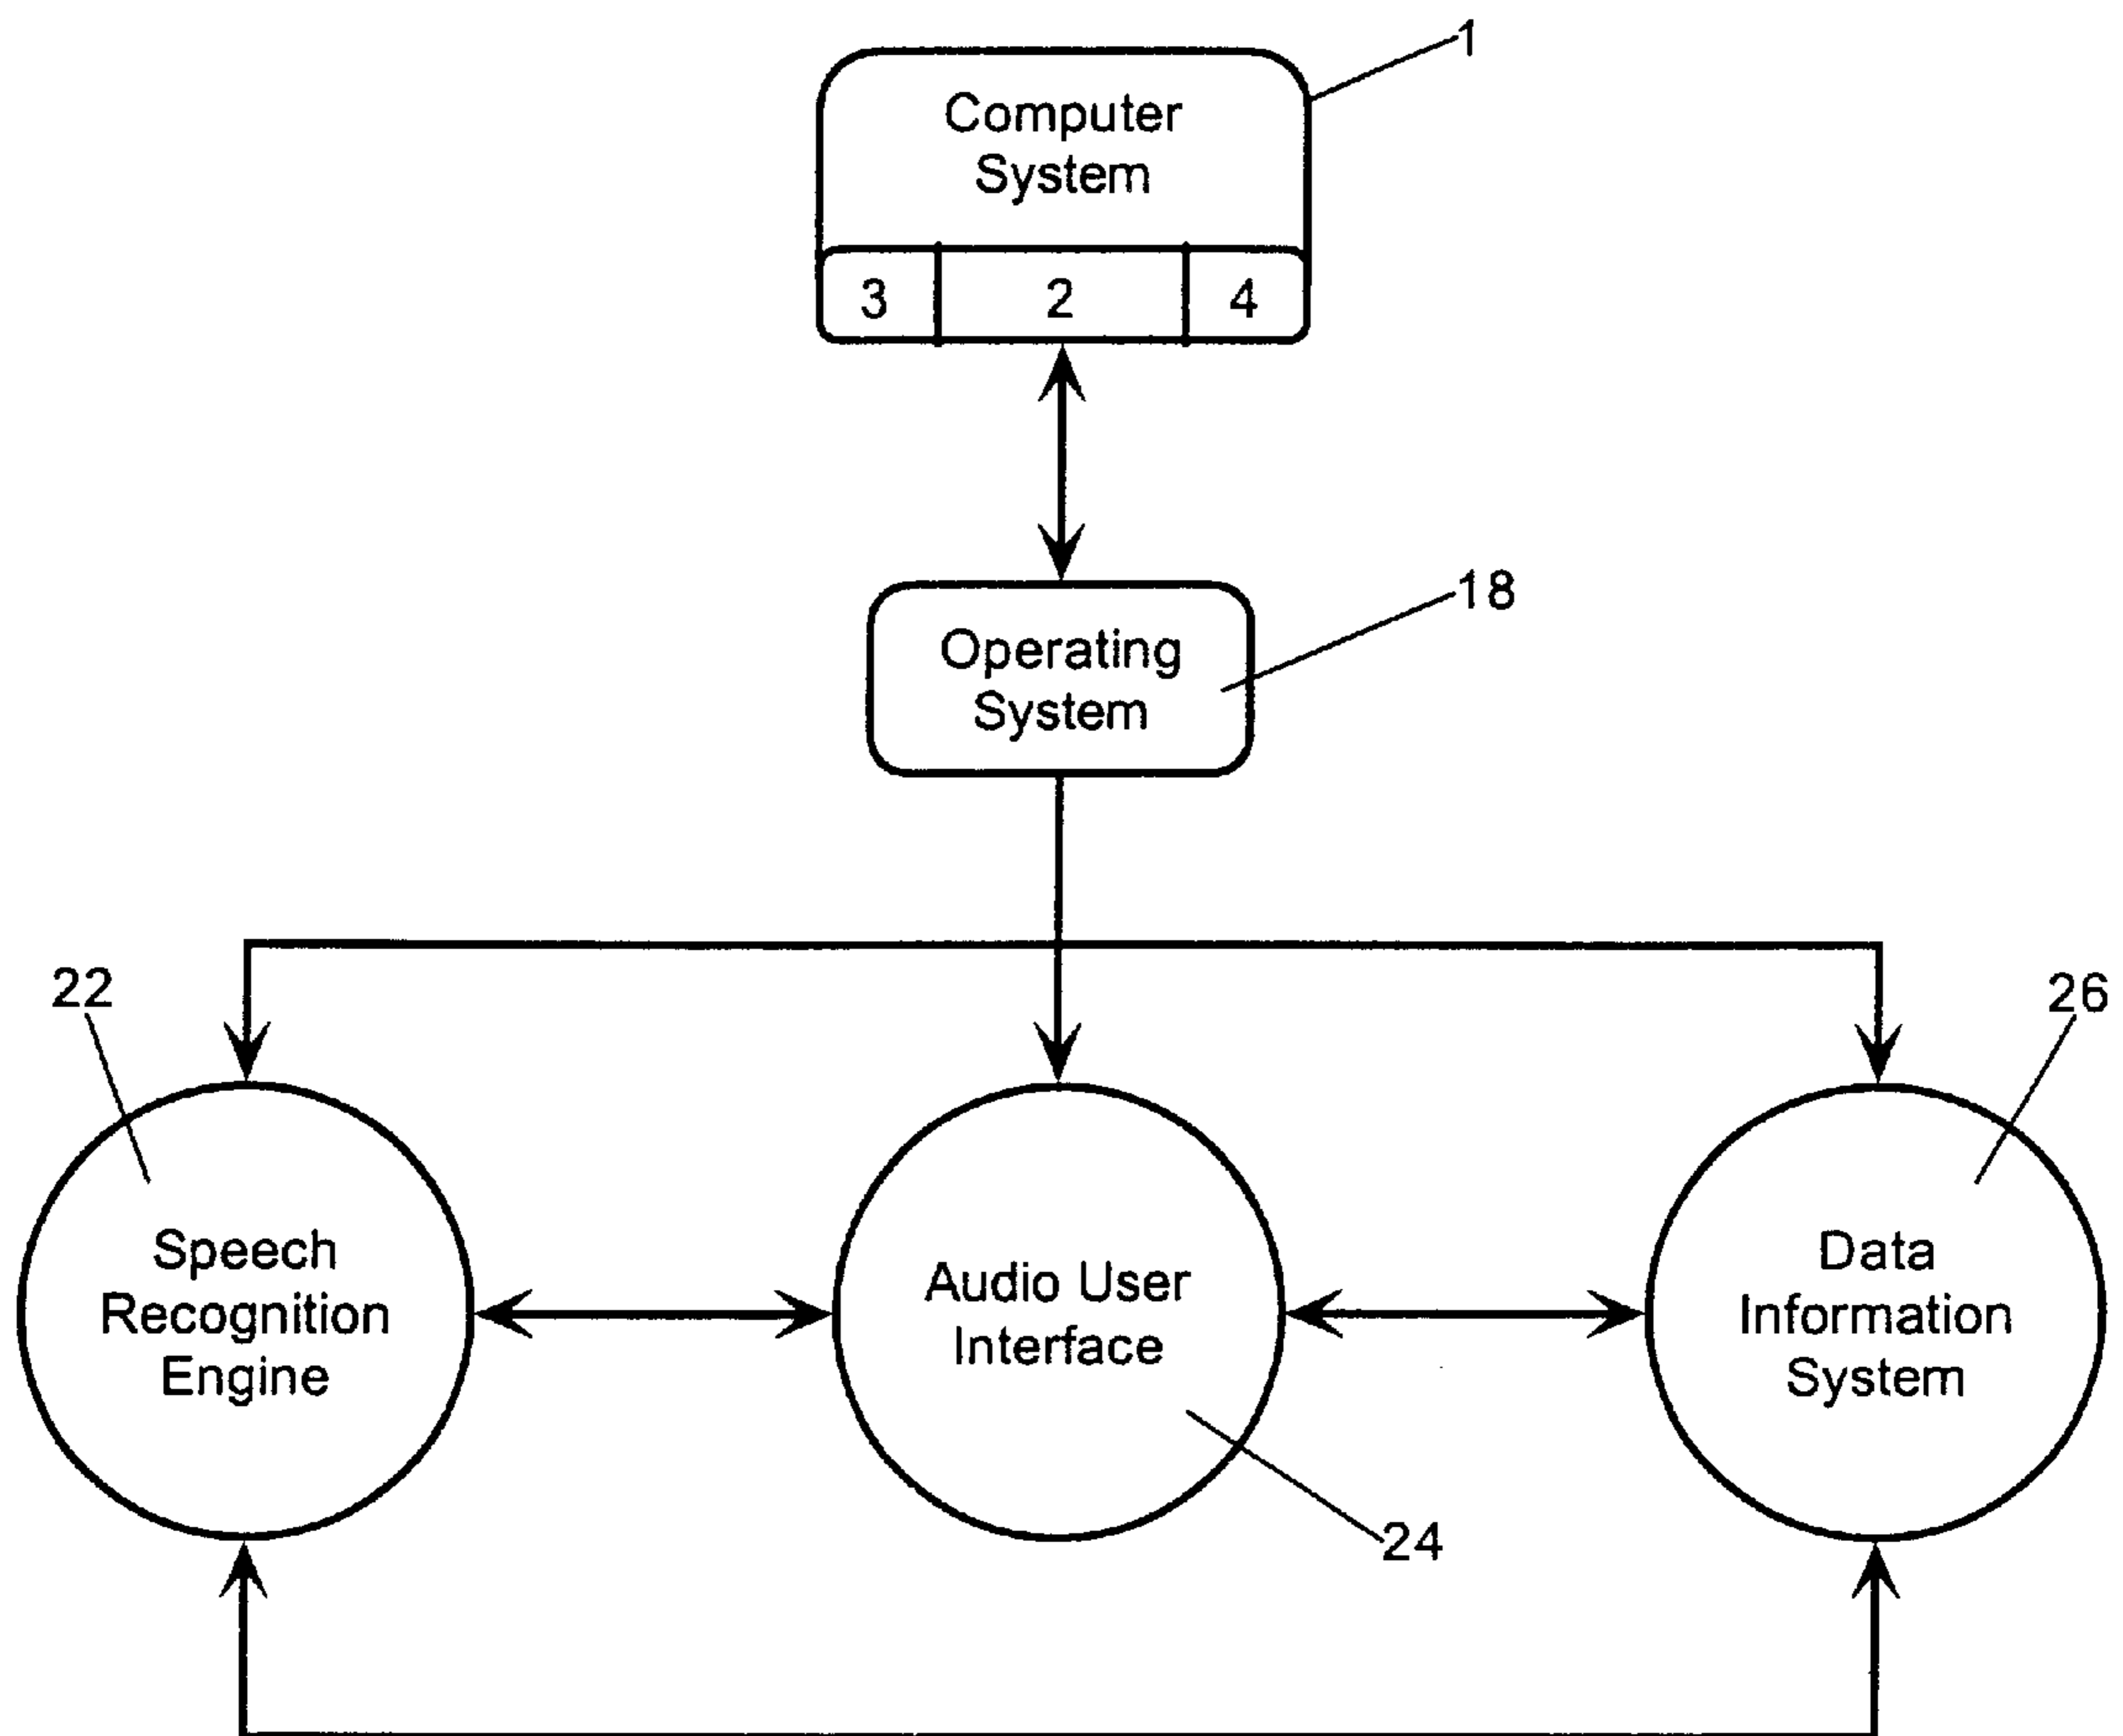 1
Computer
System
3 2 4
18
Operating
System
22
26
Speech
Recognition
Engine
Audio User
Interface
Data
Information
System
24